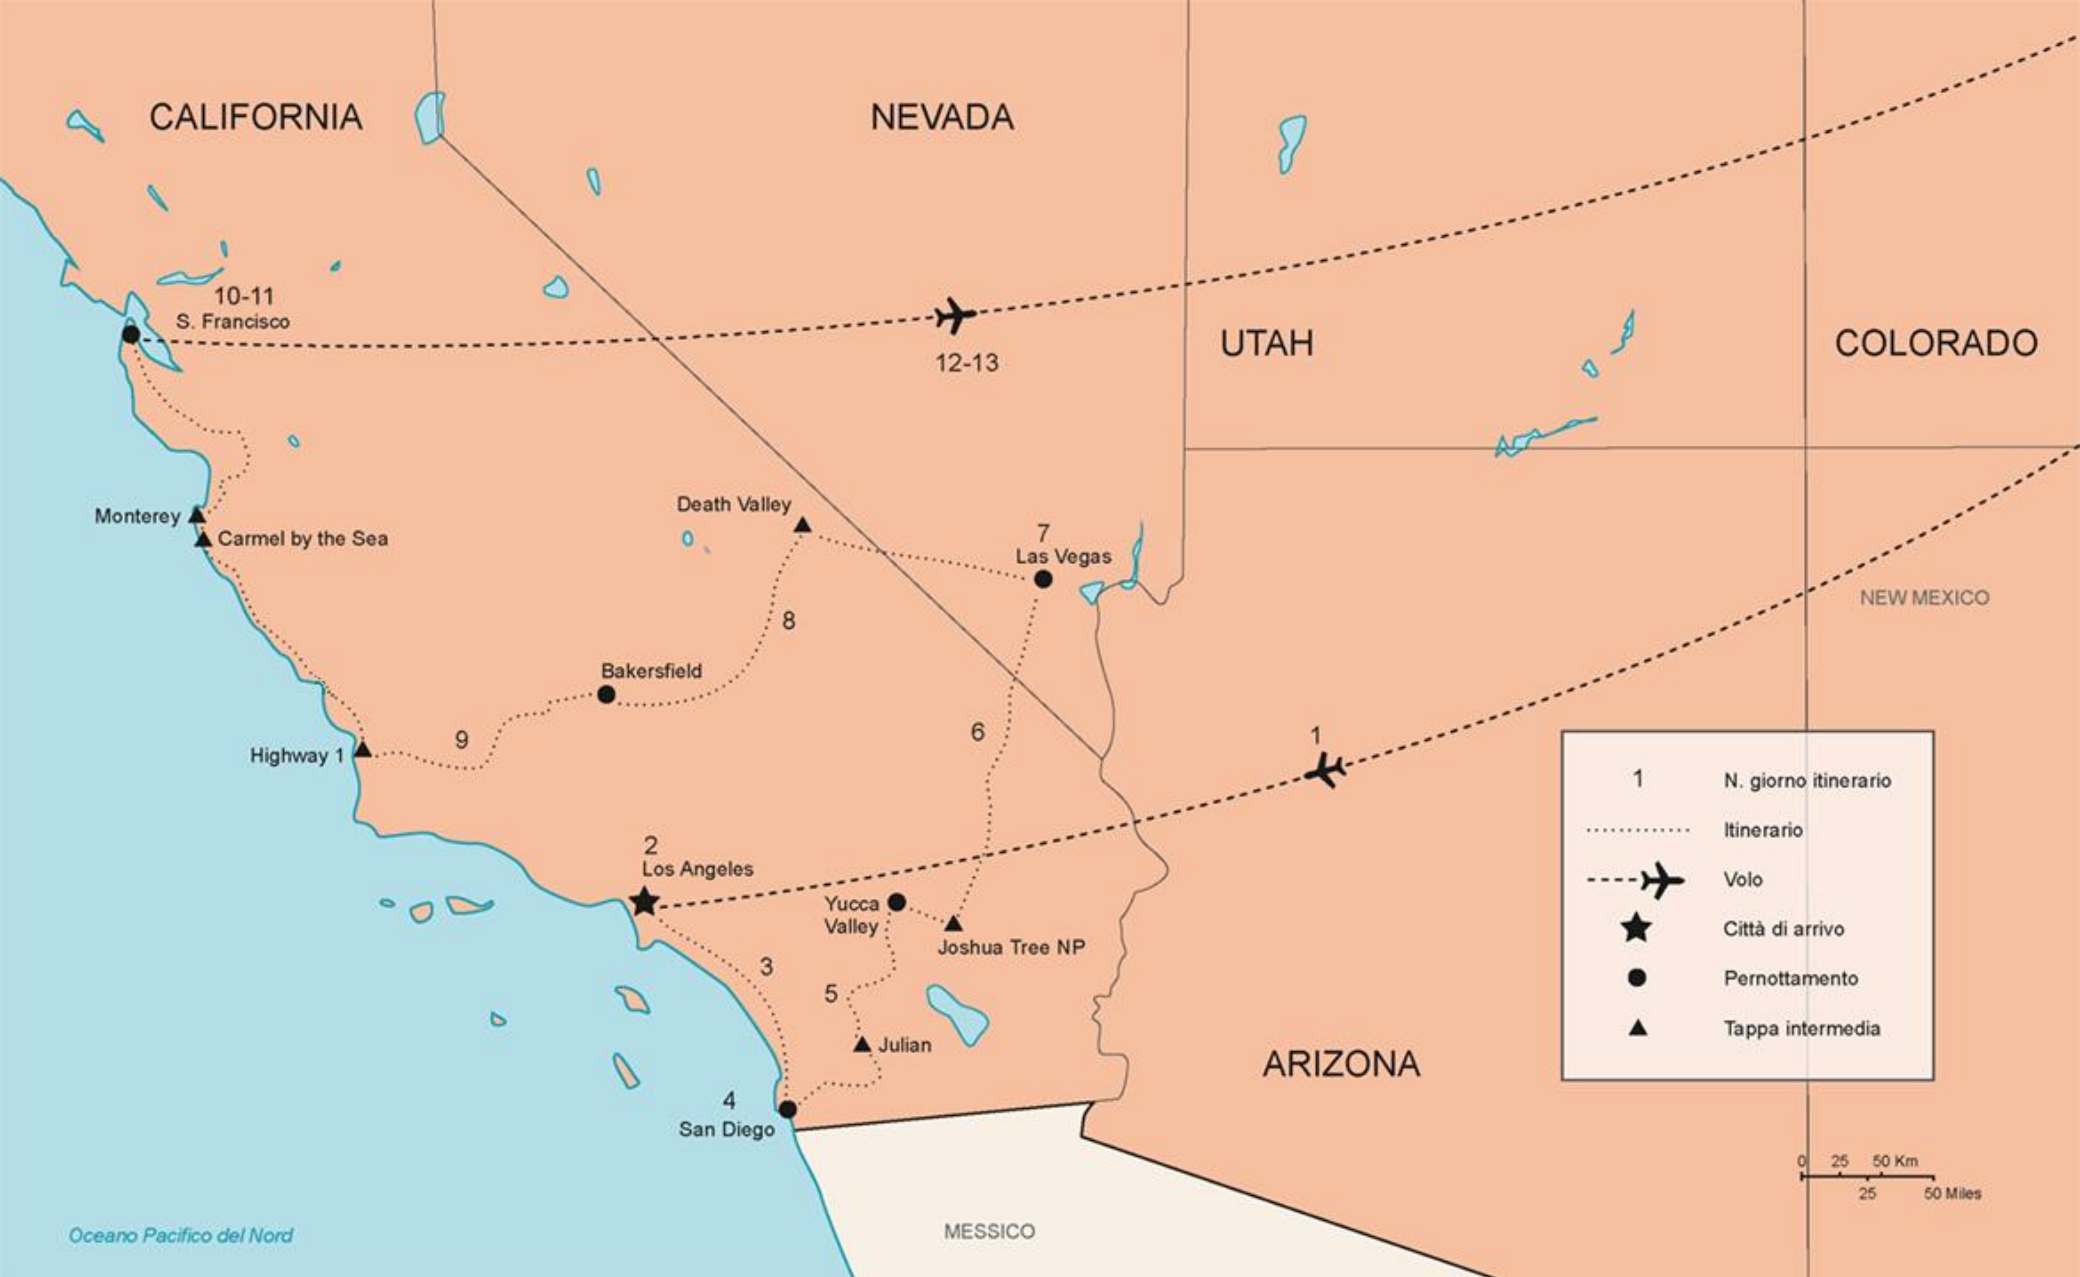 CALIFORNIA
NEVADA
10-11
S. Francisco
12-13
UTAH
COLORADO
Monterey
Carmel by the Sea
Death Valley
7
Las Vegas
8
NEW MEXICO
Bakersfield
9
Highway 1
6
1
2
Los Angeles
Yucca
Valley
Joshua Tree NP
3
5
Julian
4
San Diego
ARIZONA
1 N. giorno itinerario
Itinerario
Volo
Città di arrivo
Pernottamento
Tappa intermedia
0 25 50 Km
25 50 Miles
Oceano Pacifico del Nord
MESSICO